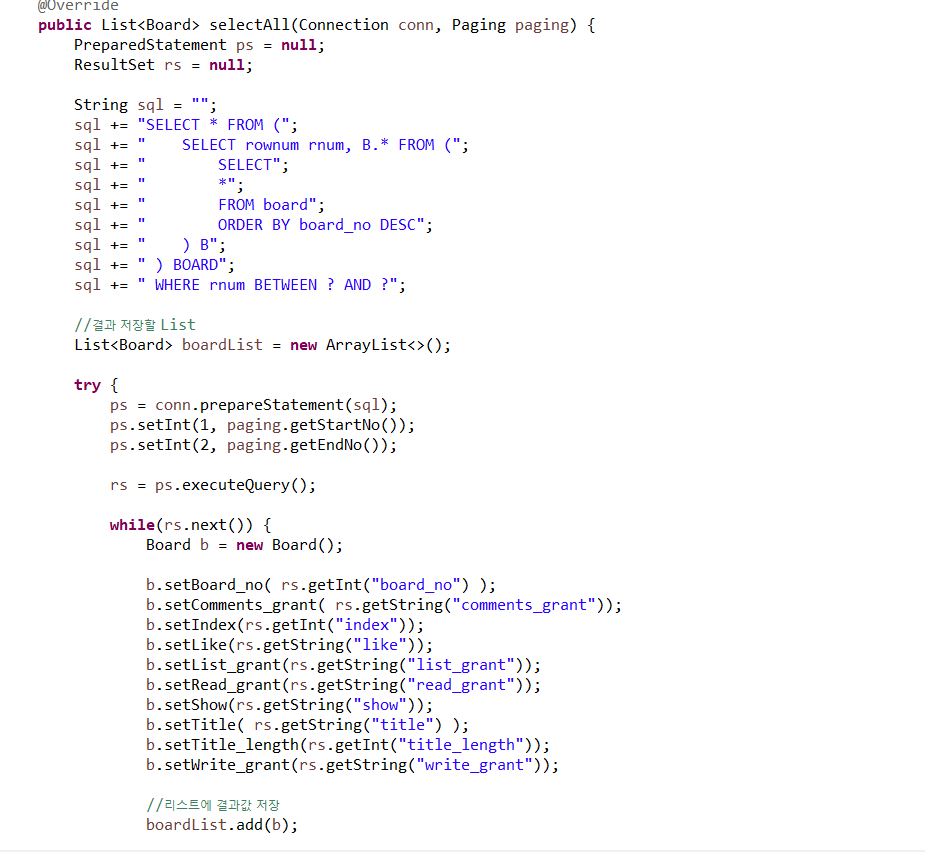 @Override
public List<Board> selectAll(Connection conn, Paging paging) {
PreparedStatement ps = null;
ResultSet rs = null;
String sql = "";
sql += "SELECT * FROM (";
sql += "    SELECT rownum rnum, B.* FROM (";
sql += "        SELECT";
sql += "        *";
sql += "        FROM board";
sql += "        ORDER BY board_no DESC";
sql += "    ) B";
sql += " ) BOARD";
sql += " WHERE rnum BETWEEN ? AND ?";
//결과 저장할 List
List<Board> boardList = new ArrayList<>();
try {
ps = conn.prepareStatement(sql);
ps.setInt(1, paging.getStartNo());
ps.setInt(2, paging.getEndNo());
rs = ps.executeQuery();
while(rs.next()) {
Board b = new Board();
b.setBoard_no( rs.getInt("board_no") );
b.setComments_grant( rs.getString("comments_grant"));
b.setIndex(rs.getInt("index"));
b.setLike(rs.getString("like"));
b.setList_grant(rs.getString("list_grant"));
b.setRead_grant(rs.getString("read_grant"));
b.setShow(rs.getString("show"));
b.setTitle( rs.getString("title") );
b.setTitle_length(rs.getInt("title_length"));
b.setWrite_grant(rs.getString("write_grant"));
//리스트에 결과값 저장
boardList.add(b);